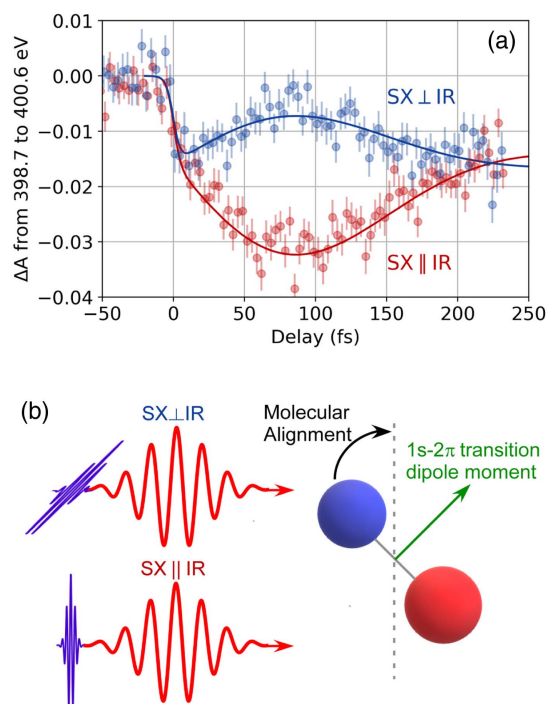 (a)
0.01
0.00
−0.01
−0.02
−0.03
−0.04
ΔA from 398.7 to 400.6 eV
SX ⊥ IR
SX ∥ IR
−50
0
50
100
150
200
250
Delay (fs)
(b)
SX⊥IR
SX || IR
Molecular
Alignment
1s-2π transition
dipole moment